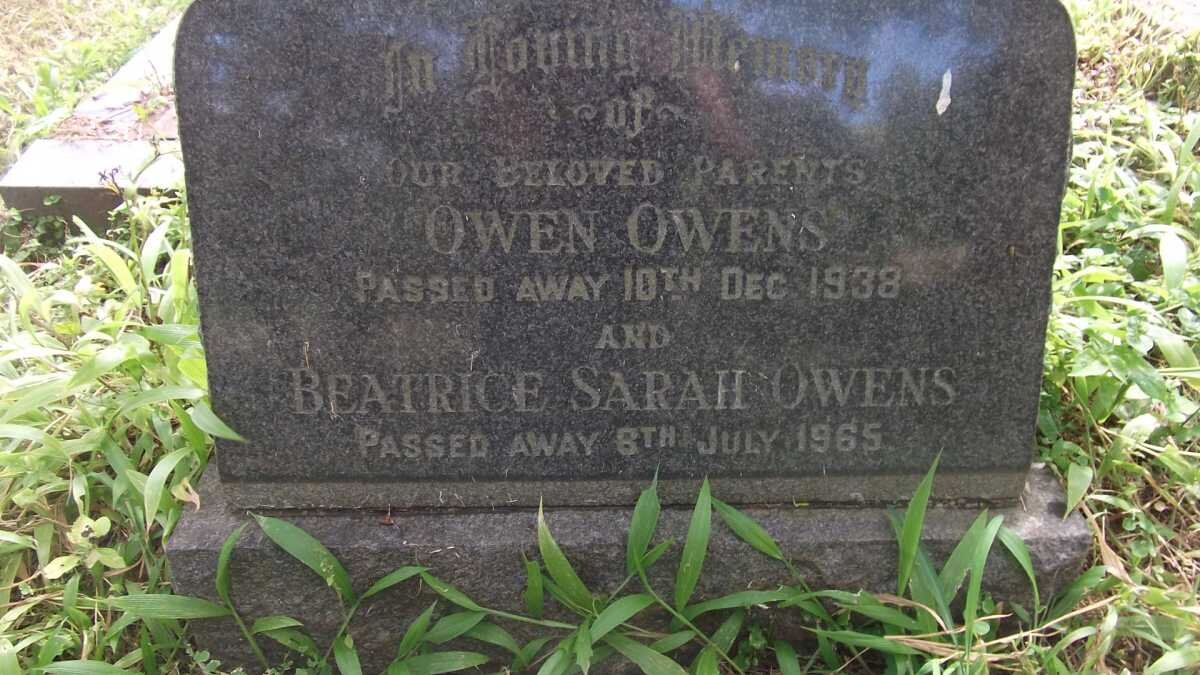 In Loving Memory
of
OUR BELOVED PARENTS
OWEN OWENS
PASSED AWAY 10TH DEC 1938
AND
BEATRICE SARAH OWENS
PASSED AWAY 8TH JULY 1965